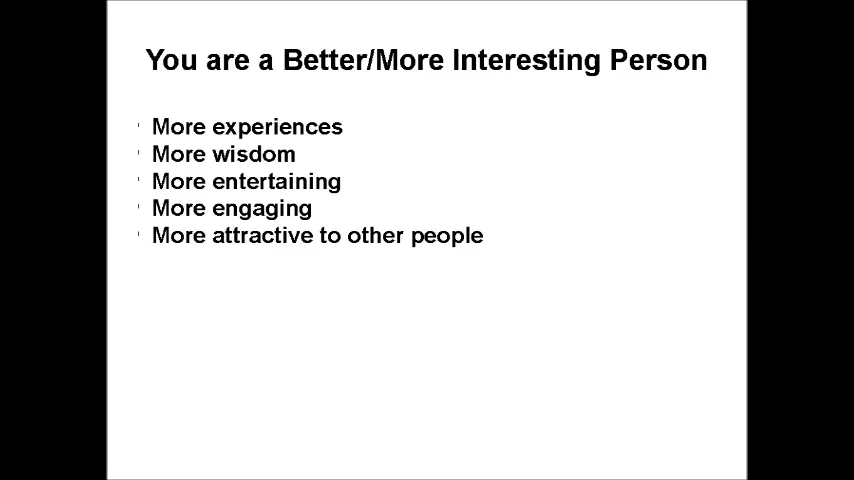 You are a Better/More Interesting Person
More experiences
More wisdom
More entertaining
More engaging
More attractive to other people